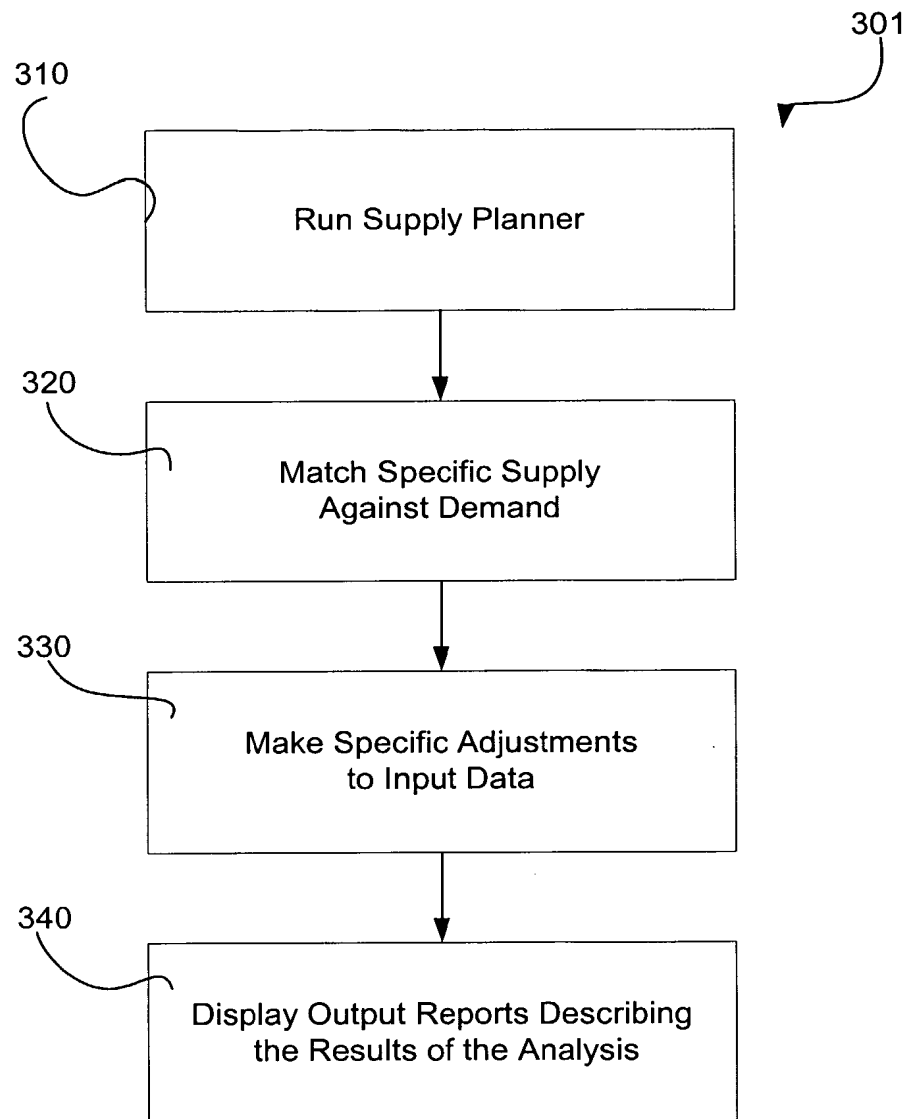 301
310
Run Supply Planner
320
Match Specific Supply
Against Demand
330
Make Specific Adjustments
to Input Data
340
Display Output Reports Describing
the Results of the Analysis